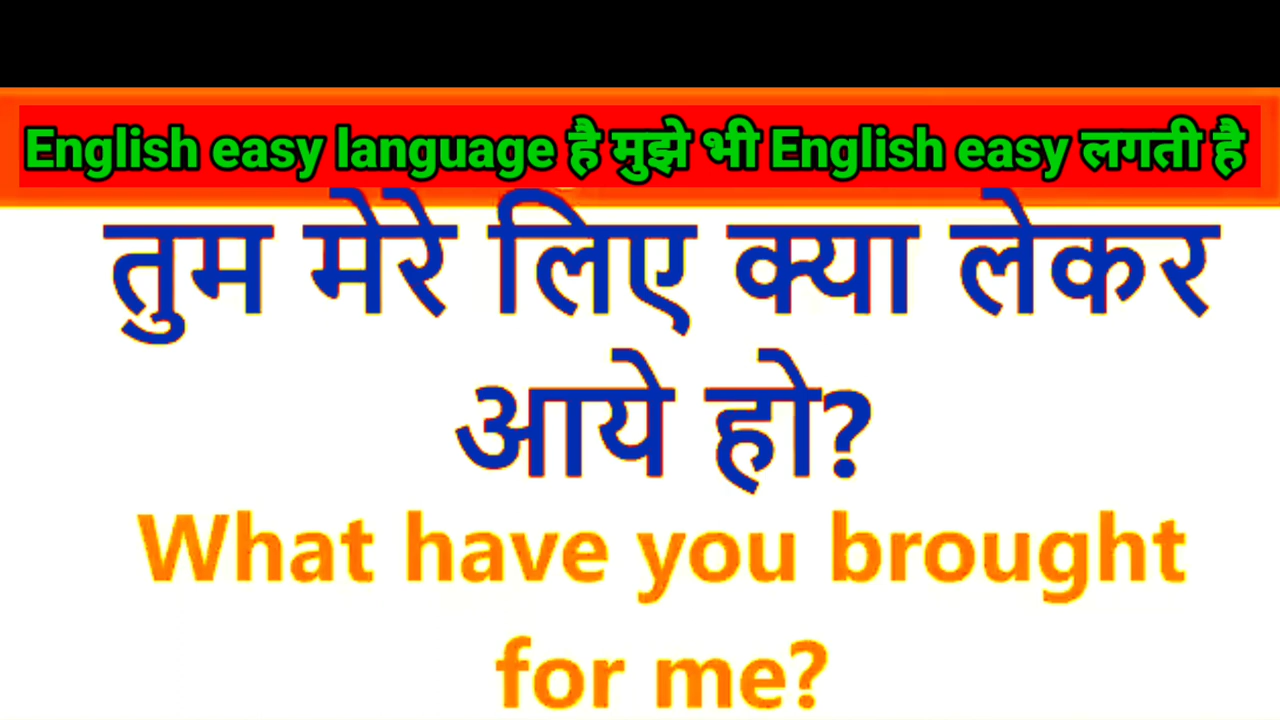 English easy language है मुझे भी English easy लगती है
तुम मेरे लिए क्या लेकर
आये हो?
What have you brought
for me?